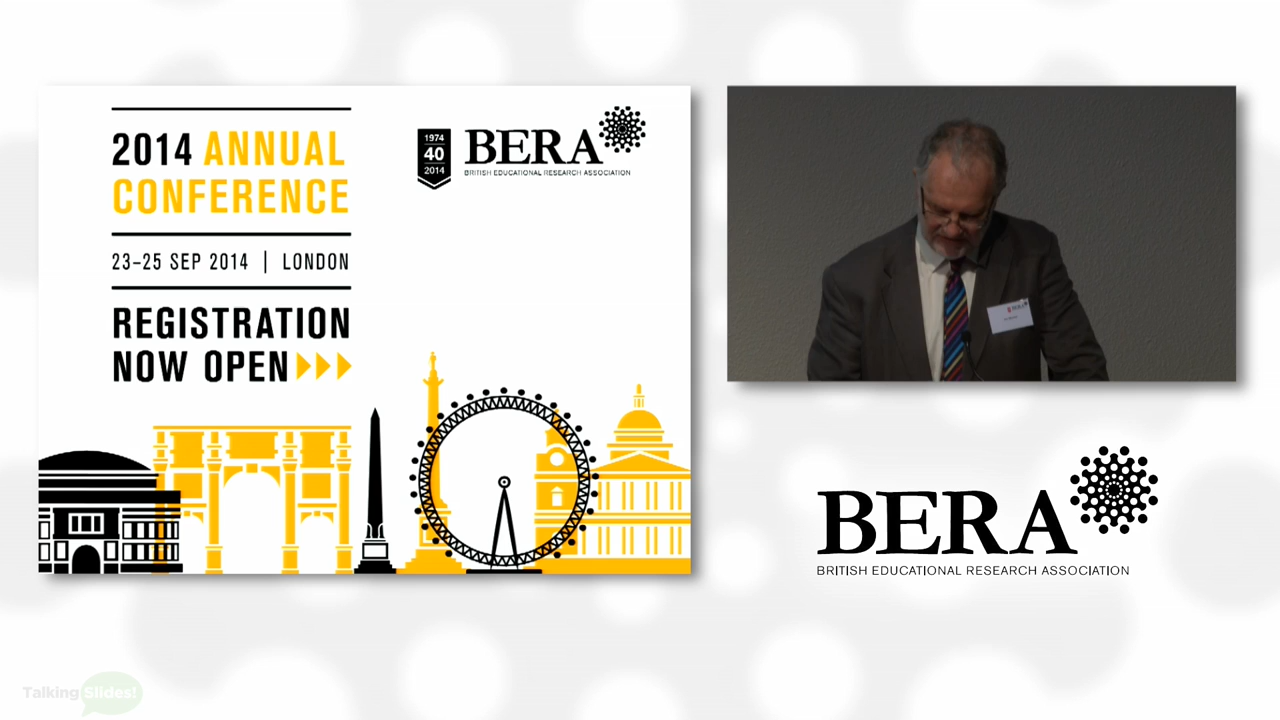 2014 ANNUAL
CONFERENCE
23–25 SEP 2014 | LONDON
REGISTRATION
NOW OPEN
1974
40
2014
BERA
BRITISH EDUCATIONAL RESEARCH ASSOCIATION
BERA
BRITISH EDUCATIONAL RESEARCH ASSOCIATION
Talking Slides!